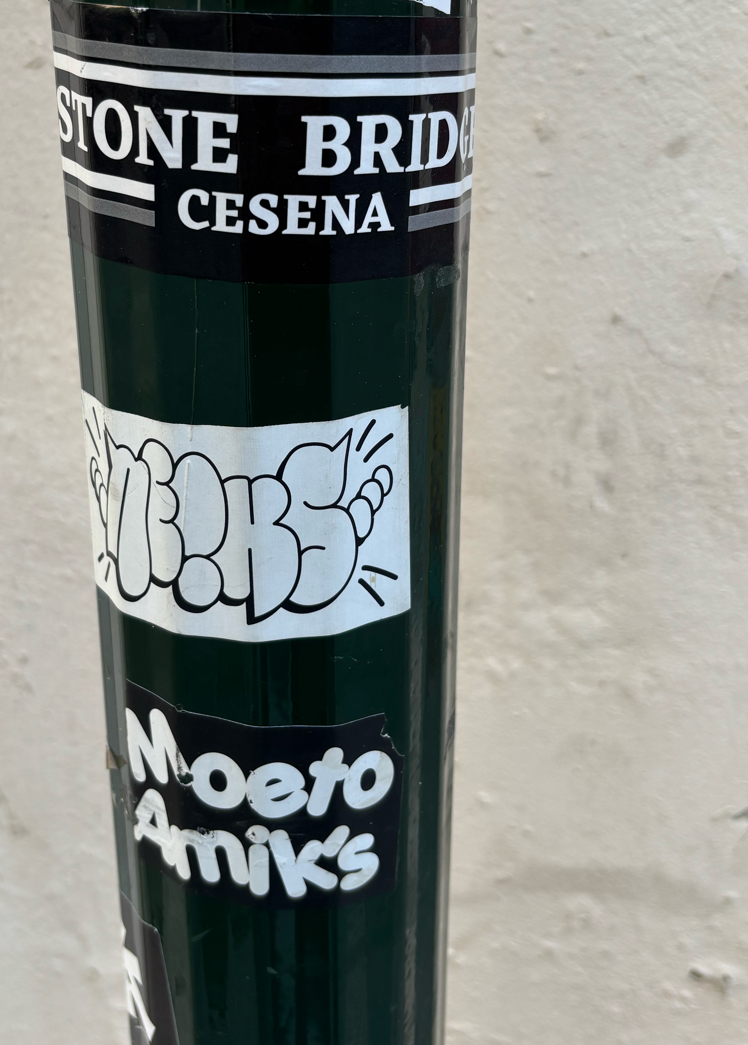 STONE BRIDGE
CESENA
Moeto
Amik's